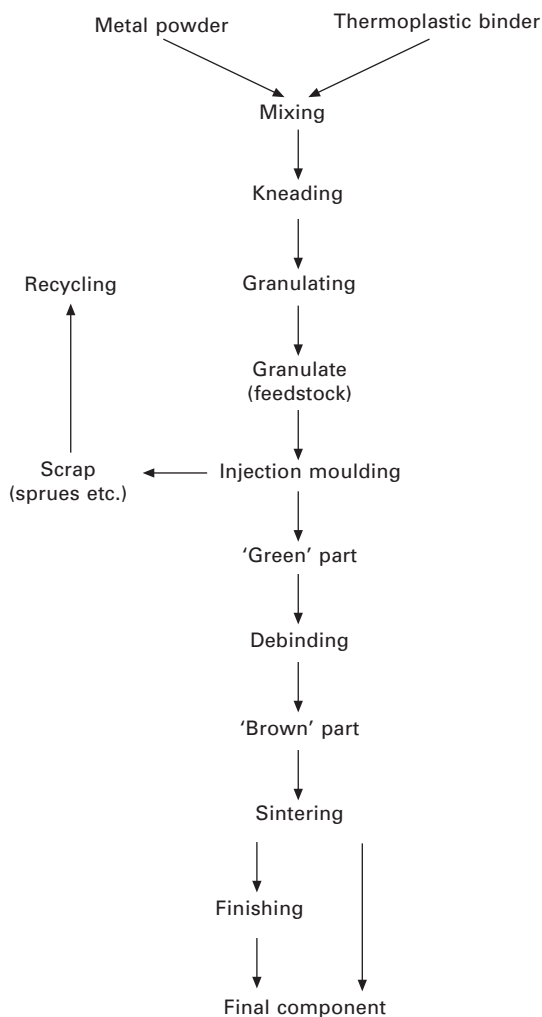 Metal powder
Thermoplastic binder
Mixing
Kneading
Recycling
Granulating
Granulate
(feedstock)
Scrap
(sprues etc.)
Injection moulding
‘Green’ part
Debinding
‘Brown’ part
Sintering
Finishing
Final component